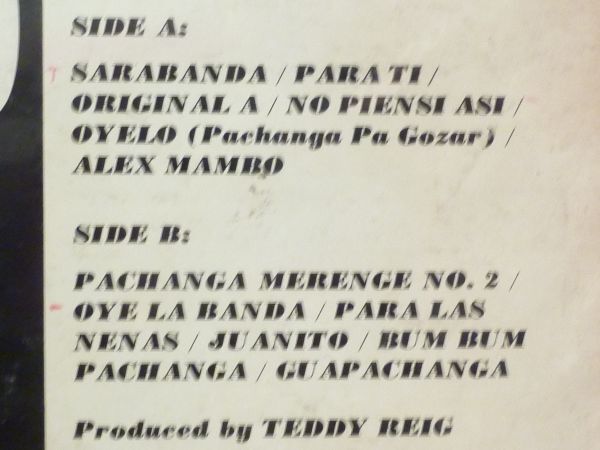 SIDE A:
SARABANDA / PARA TI /
ORIGINAL A / NO PIENSI ASI /
OYELO (Pachanga Pa Gozar) /
ALEX MAMBO
SIDE B:
PACHANGA MERENGE NO. 2 /
OYE LA BANDA / PARA LAS
NENAS / JUANITO / BUM BUM
PACHANGA / GUAPACHANGA
Produced by TEDDY REIG